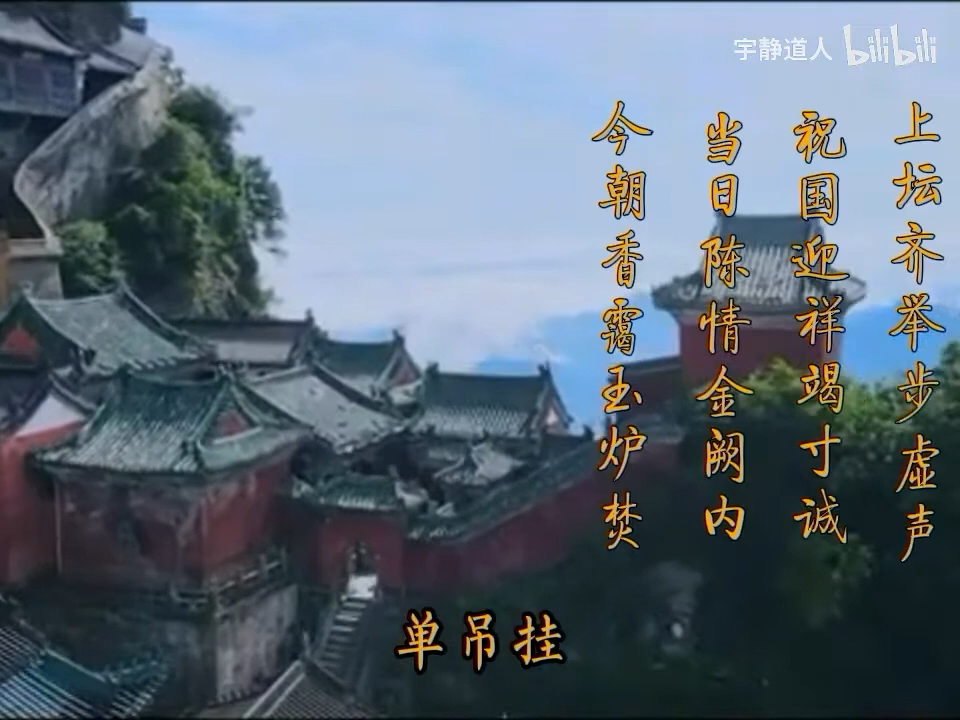 宇静道人 bilibili
上坛齐举步虚声
祝国迎祥竭寸诚
当日陈情金阙内
今朝香霭玉炉焚
单吊挂